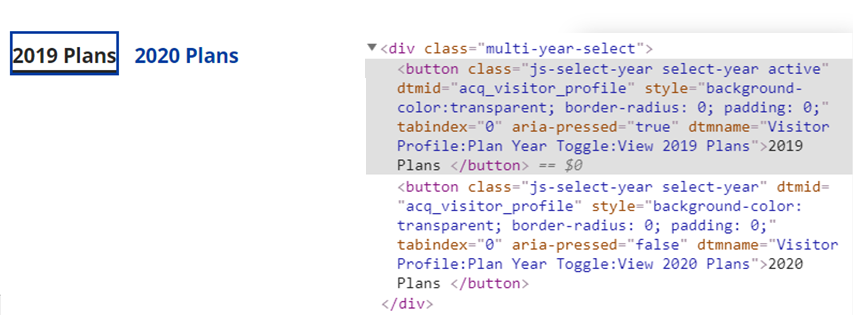 2019 Plans 2020 Plans
▼<div class="multi-year-select">
<button class="js-select-year select-year active"
dtmid="acq_visitor_profile" style="background-
color:transparent; border-radius: 0; padding: 0;"
tabindex="0" aria-pressed="true" dtmname="Visitor
Profile:Plan Year Toggle:View 2019 Plans">2019
Plans </button> == $0
<button class="js-select-year select-year" dtmid=
"acq_visitor_profile" style="background-color:
transparent; border-radius: 0; padding: 0;"
tabindex="0" aria-pressed="false" dtmname="Visitor
Profile:Plan Year Toggle:View 2020 Plans">2020
Plans </button>
</div>